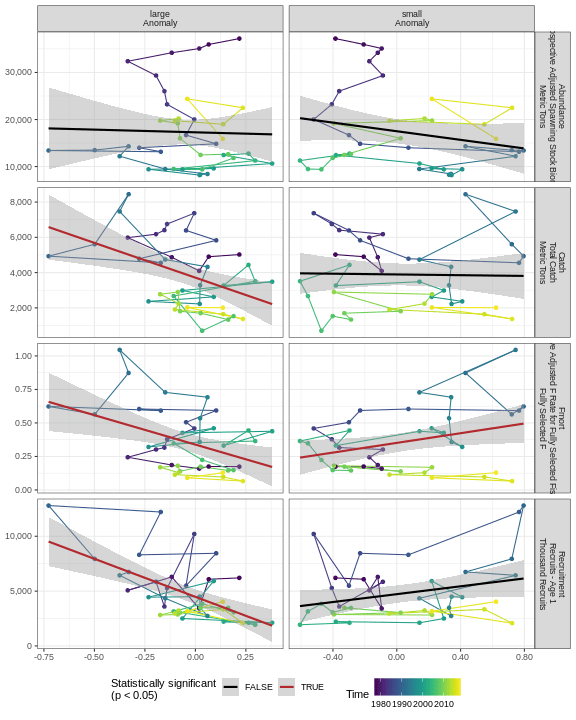 large
Anomaly
small
Anomaly
30,000
20,000
10,000
Abundance
Adjusted Spawning Stock
Metric Tons
8,000
6,000
4,000
2,000
Catch
Total Catch
Metric Tons
1.00
0.75
0.50
0.25
0.00
Fmort
Adjusted F Rate for Fully Selected
Fully Selected F
10,000
5,000
0
Recruitment
Recruits - Age 1
Thousand Recruits
-0.75 -0.50 -0.25 0.00 0.25
-0.40 0.00 0.40 0.80
Statistically significant
(p < 0.05)
FALSE TRUE
Time
1980 1990 2000 2010